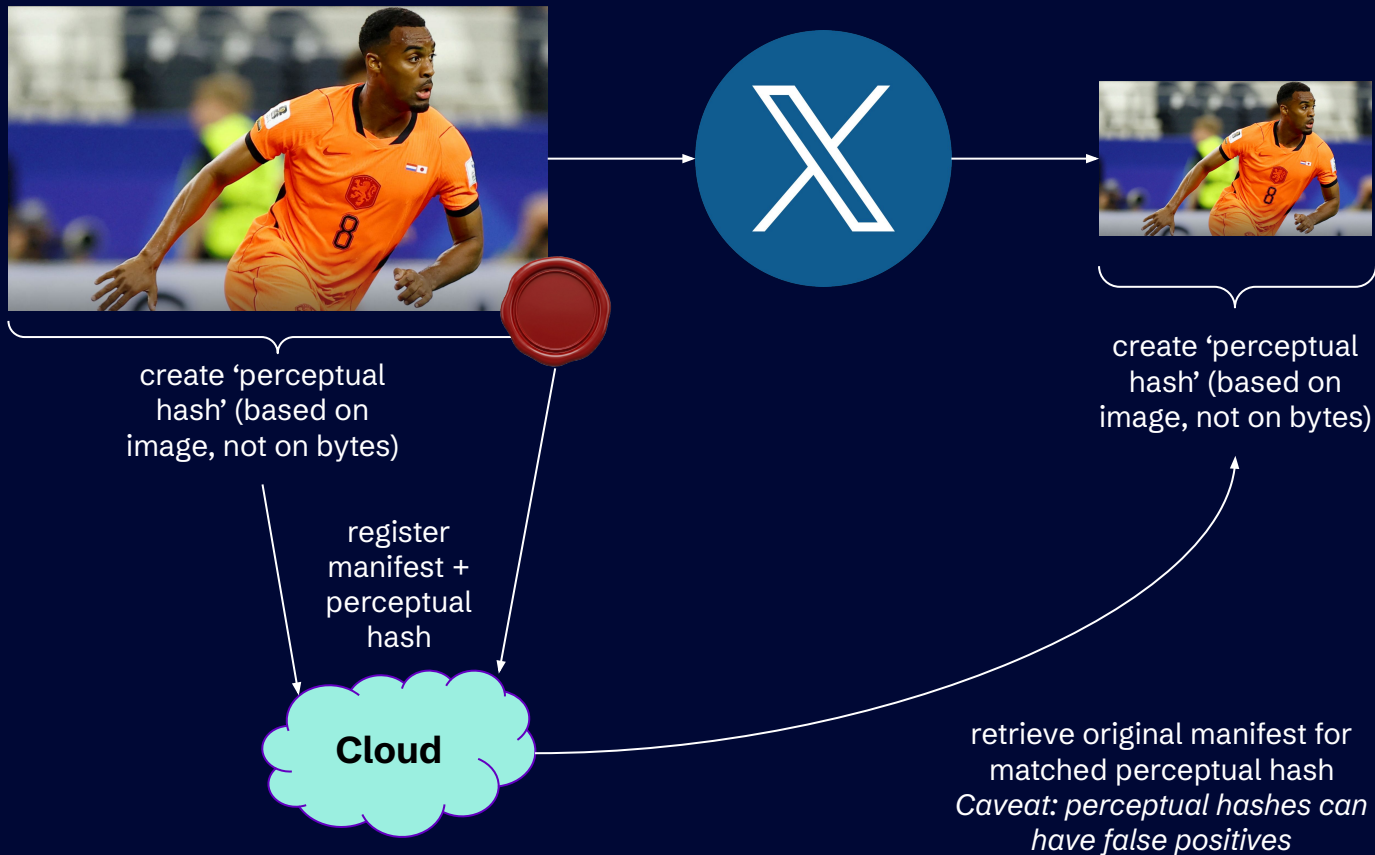 8
8
create ‘perceptual
hash’ (based on
image, not on bytes)
create ‘perceptual
hash’ (based on
image, not on bytes)
register
manifest +
perceptual
hash
Cloud
retrieve original manifest for
matched perceptual hash
Caveat: perceptual hashes can
have false positives